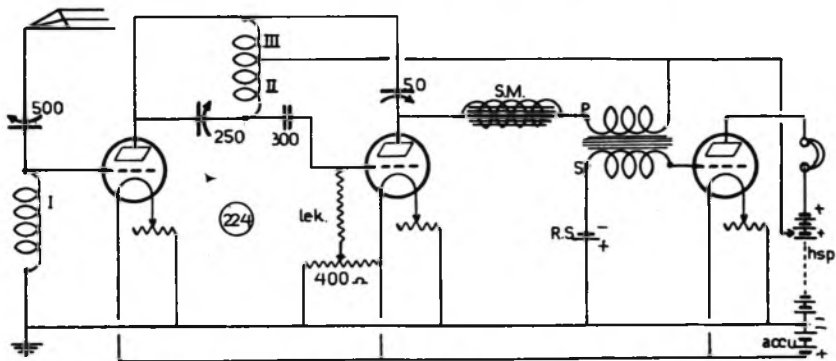 III
50
S.M.
P
500
II
250
300
I
224
lek.
S
R.S.
-
+
400 Ω
+
+
hsp
-
-
accu
+